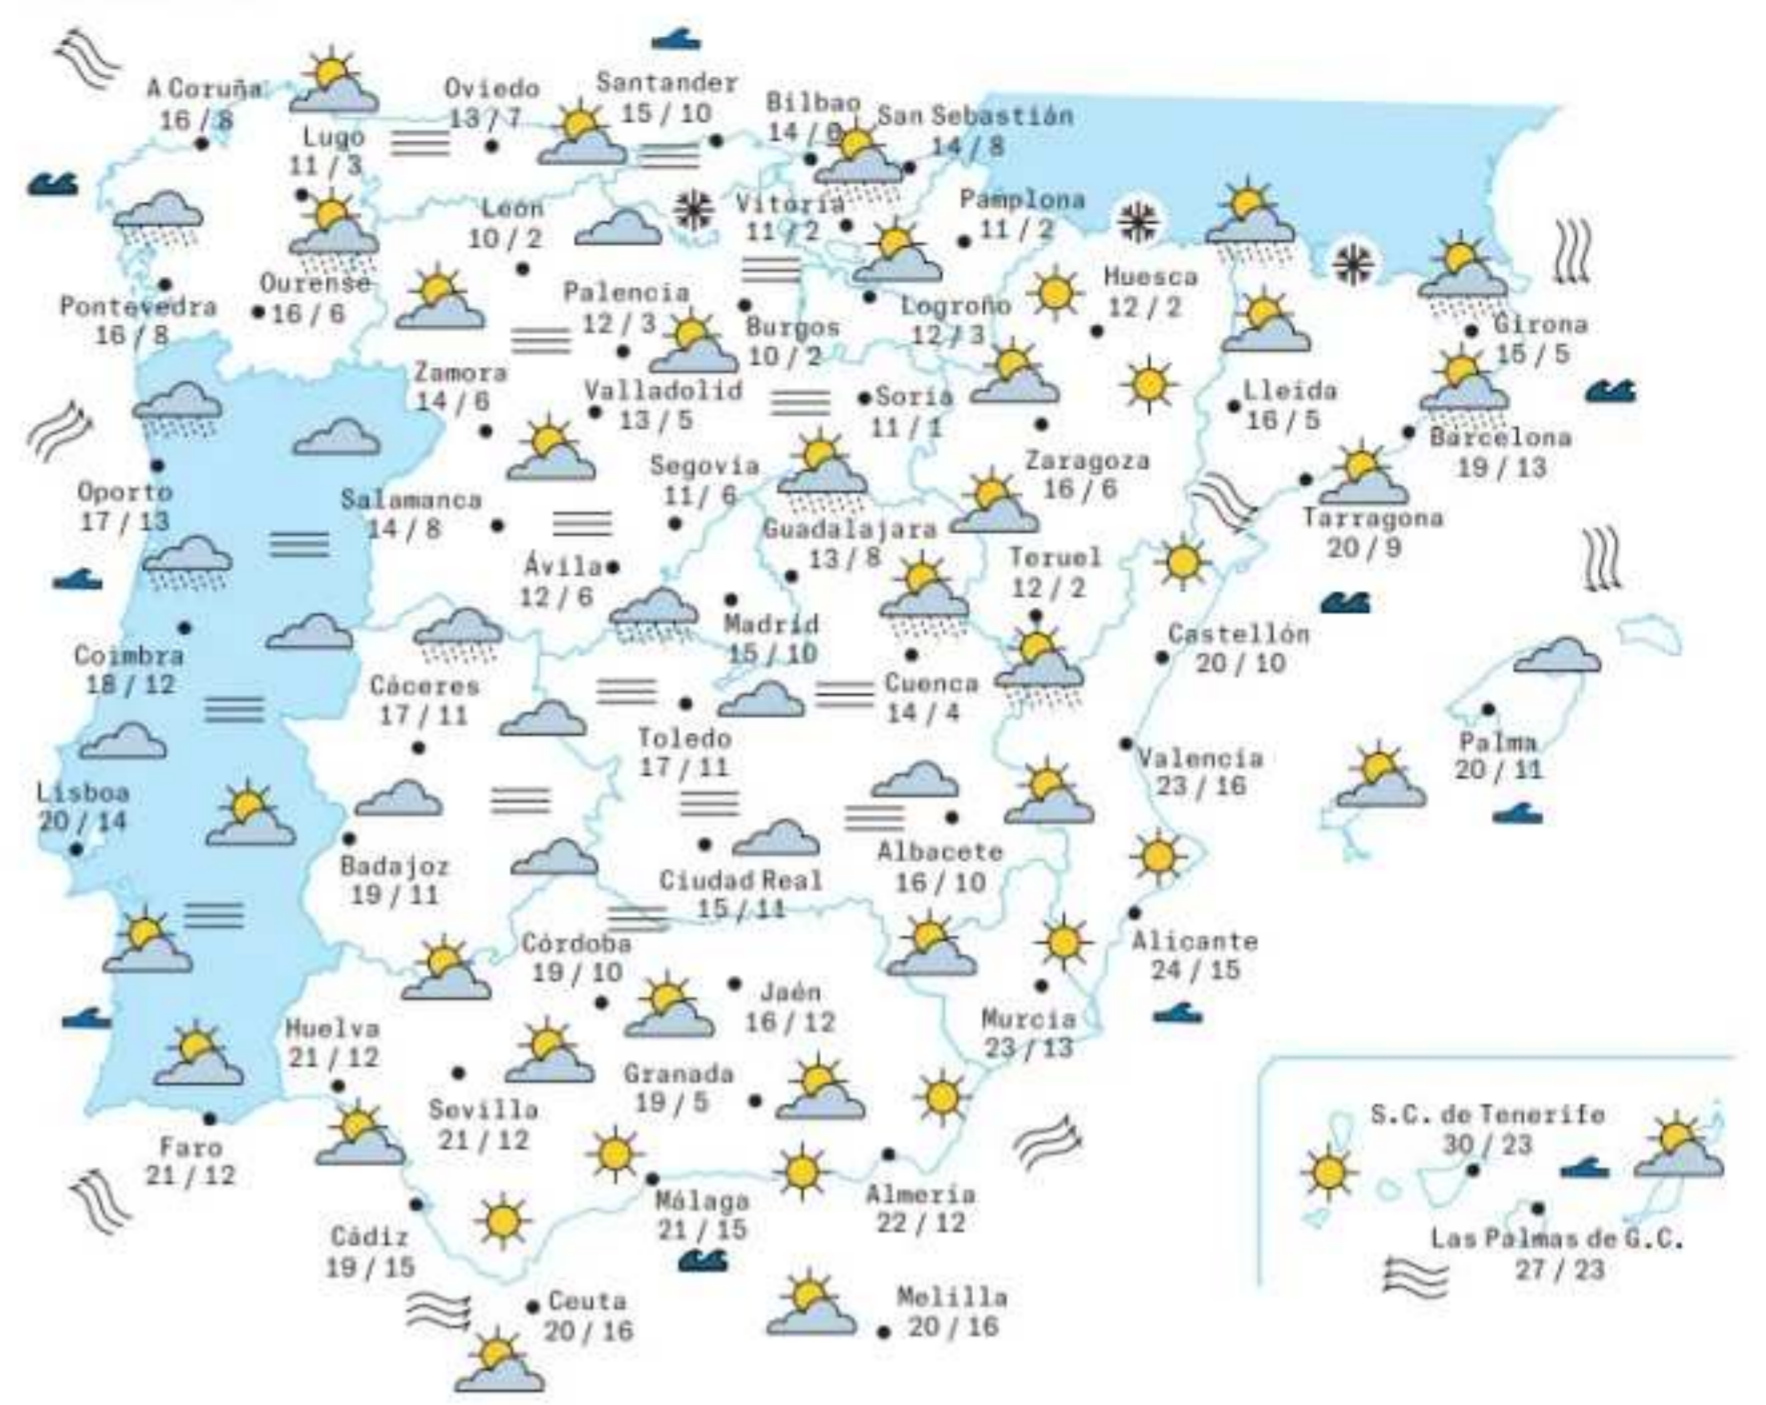 A Coruña
16 / 8
Lugo
11 / 3
Oviedo
13 / 7
Santander
15 / 10
Bilbao
14 /
San Sebastián
14 / 8
Pontevedra
16 / 8
Ourense
16 / 6
León
10 / 2
Vitoria
11 / 2
Pamplona
11 / 2
Palencia
12 / 3
Burgos
10 / 2
Logroño
12 / 3
Huesca
12 / 2
Girona
15 / 5
Zamora
14 / 6
Valladolid
13 / 5
Soria
11 / 1
Lleida
16 / 5
Barcelona
19 / 13
Oporto
17 / 13
Salamanca
14 / 8
Segovia
11 / 6
Zaragoza
16 / 6
Tarragona
20 / 9
Ávila
12 / 6
Guadalajara
13 / 8
Teruel
12 / 2
Coimbra
18 / 12
Madrid
15 / 10
Castellón
20 / 10
Cáceres
17 / 11
Toledo
17 / 11
Cuenca
14 / 4
Valencia
23 / 16
Palma
20 / 11
Lisboa
20 / 14
Badajoz
19 / 11
Ciudad Real
15 / 11
Albacete
16 / 10
Alicante
24 / 15
Córdoba
19 / 10
Jaén
16 / 12
Murcia
23 / 13
Huelva
21 / 12
Sevilla
21 / 12
Granada
19 / 5
Faro
21 / 12
Cádiz
19 / 15
Málaga
21 / 15
Almería
22 / 12
S.C. de Tenerife
30 / 23
Las Palmas de G.C.
27 / 23
Ceuta
20 / 16
Melilla
20 / 16